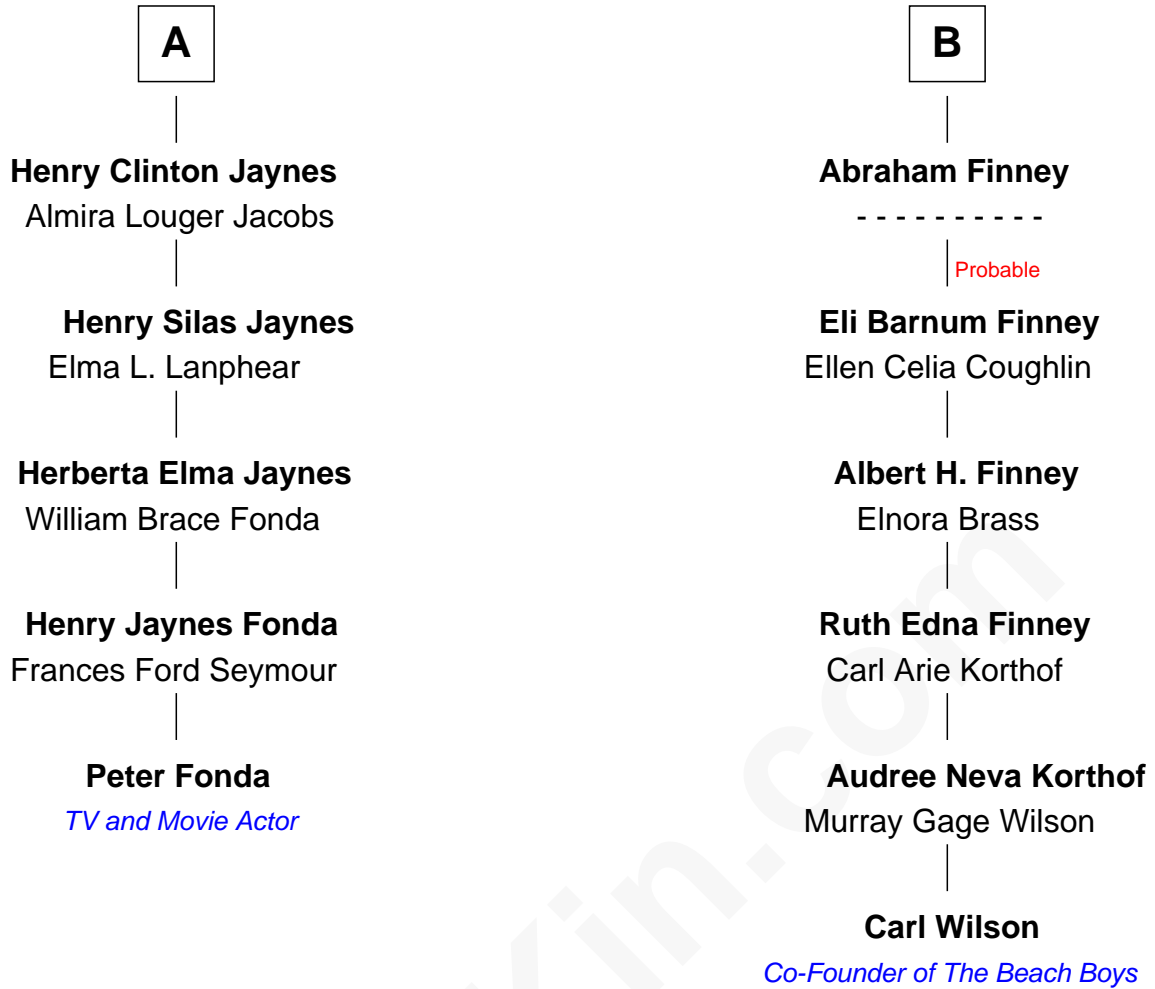 A
Henry Clinton Jaynes
Almira Louger Jacobs
Henry Silas Jaynes
Elma L. Lanphear
Herberta Elma Jaynes
William Brace Fonda
Henry Jaynes Fonda
Frances Ford Seymour
Peter Fonda
TV and Movie Actor
B
Abraham Finney
- - - - - - - - - -
Probable
Eli Barnum Finney
Ellen Celia Coughlin
Albert H. Finney
Elnora Brass
Ruth Edna Finney
Carl Arie Korthof
Audree Neva Korthof
Murray Gage Wilson
Carl Wilson
Co-Founder of The Beach Boys
Kin.com